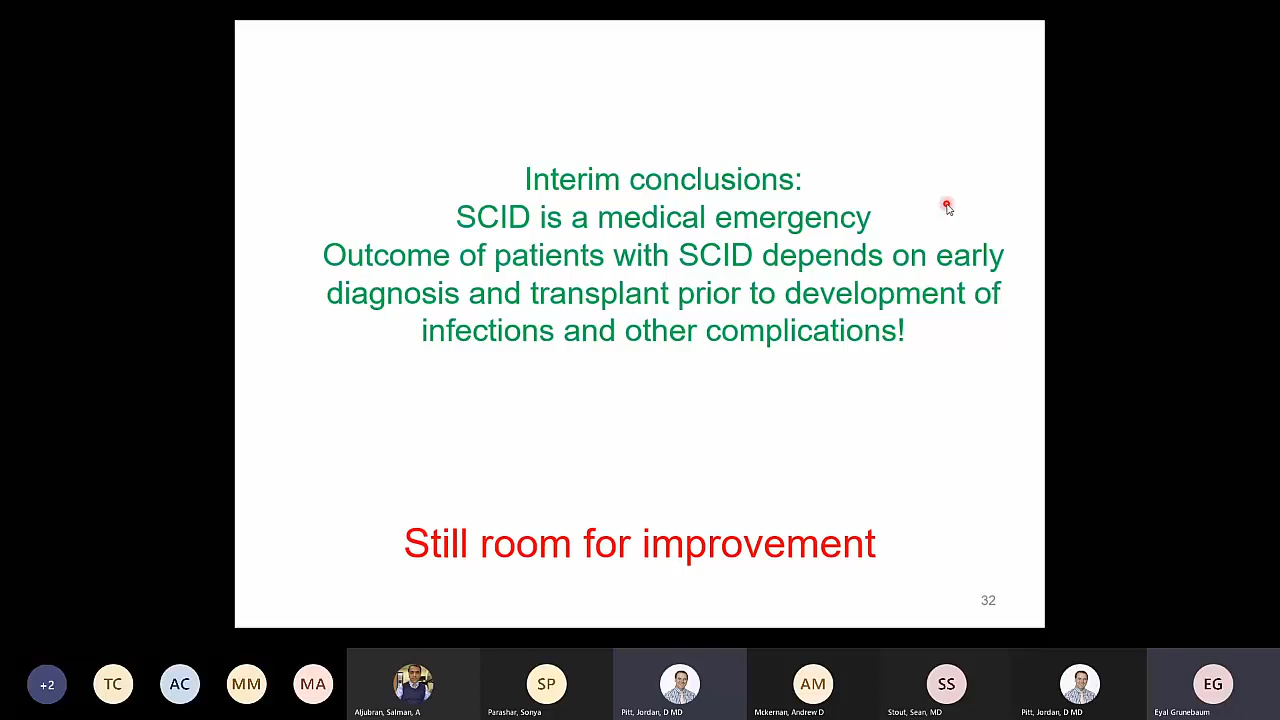 Interim conclusions:
SCID is a medical emergency
Outcome of patients with SCID depends on early
diagnosis and transplant prior to development of
infections and other complications!
Still room for improvement
32
+2
TC
AC
MM
MA
SP
AM
SS
EG
Aljubran, Salman, A
Parashar, Sonya
Pitt, Jordan, D MD
Mckernan, Andrew D
Stout, Sean, MD
Pitt, Jordan, D MD
Eyal Grunebaum